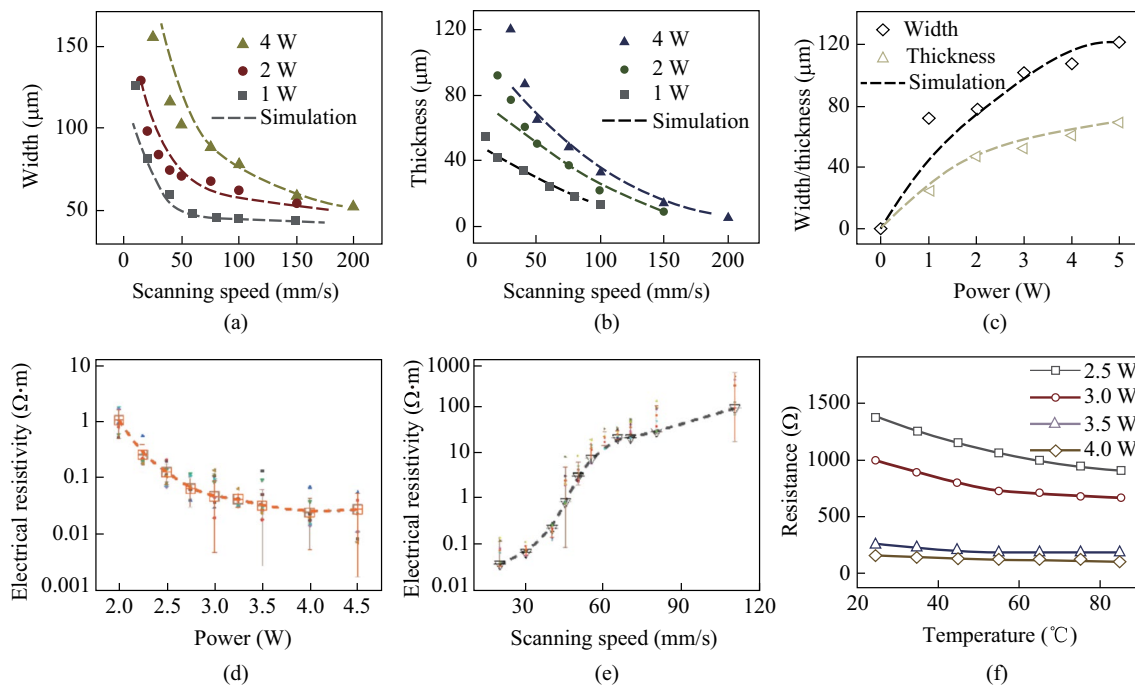 150
100
50
Width (μm)
4 W
2 W
1 W
Simulation
0
50
100
150
200
Scanning speed (mm/s)
(a)
120
80
40
0
Thickness (μm)
4 W
2 W
1 W
Simulation
0
50
100
150
200
Scanning speed (mm/s)
(b)
120
80
40
0
Width/thickness (μm)
Width
Thickness
Simulation
0
1
2
3
4
5
Power (W)
(c)
10
1
0.1
0.01
0.001
Electrical resistivity (Ω·m)
2.0
2.5
3.0
3.5
4.0
4.5
Power (W)
(d)
1000
100
10
1
0.1
0.01
Electrical resistivity (Ω·m)
30
60
90
120
Scanning speed (mm/s)
(e)
1500
1000
500
0
Resistance (Ω)
2.5 W
3.0 W
3.5 W
4.0 W
20
40
60
80
Temperature (℃)
(f)